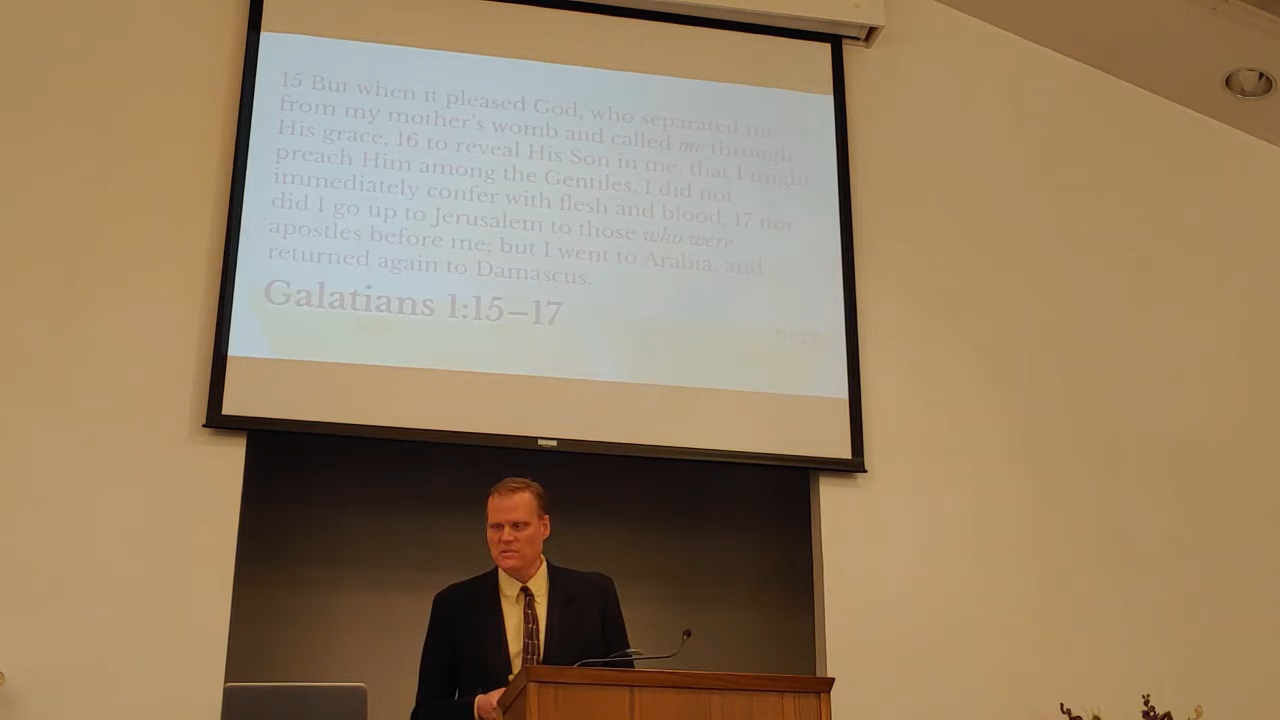 15 But when it pleased God, who separated me
from my mother's womb and called me through
His grace, 16 to reveal His Son in me, that I might
preach Him among the Gentiles, I did not
immediately confer with flesh and blood, 17 nor
did I go up to Jerusalem to those who were
apostles before me; but I went to Arabia, and
returned again to Damascus.
Galatians 1:15–17